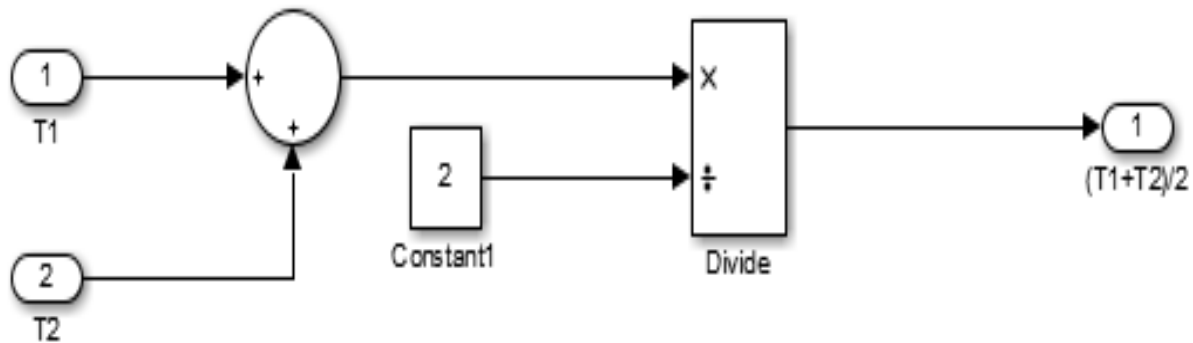 1
T1
+
+
2
T2
2
Constant1
×
÷
Divide
1
(T1+T2)/2